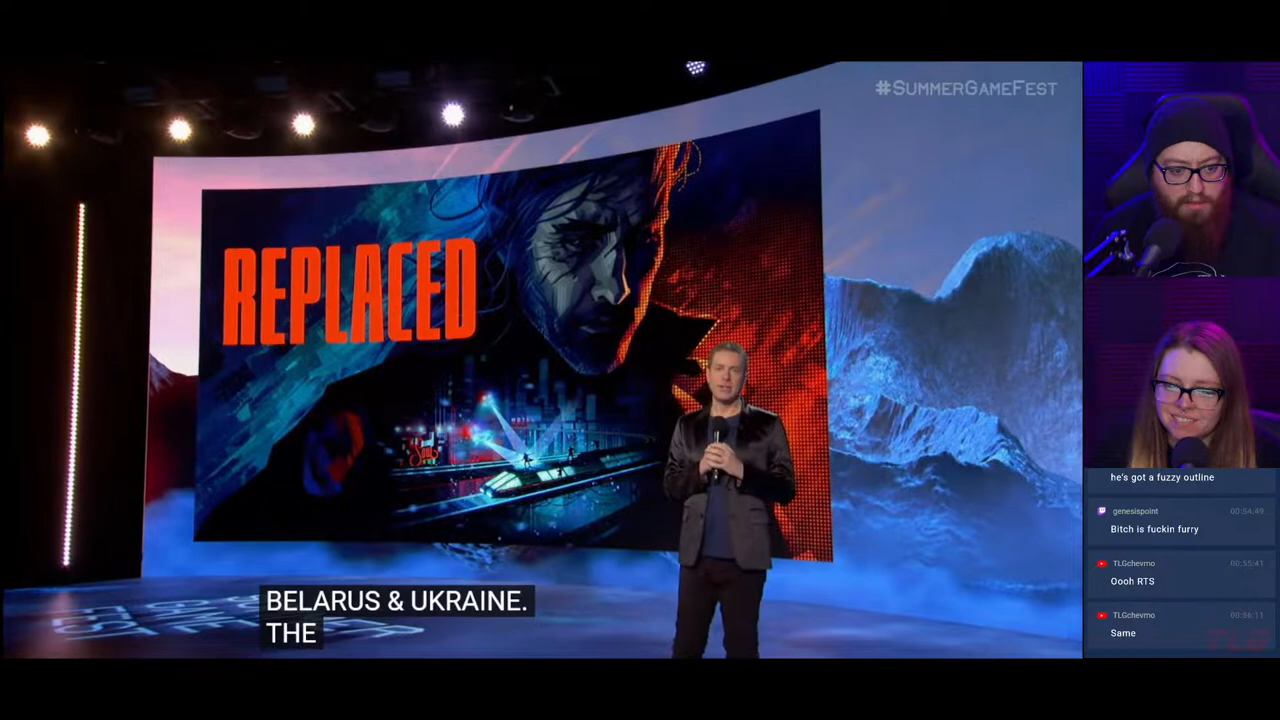 #SUMMERGAMEFEST
REPLACED
BELARUS & UKRAINE.
THE
he's got a fuzzy outline
genesispoint 00:54:49
Bitch is fuckin furry
TLGchevmo 00:55:41
Oooh RTS
TLGchevmo 00:56:11
Same
TLG